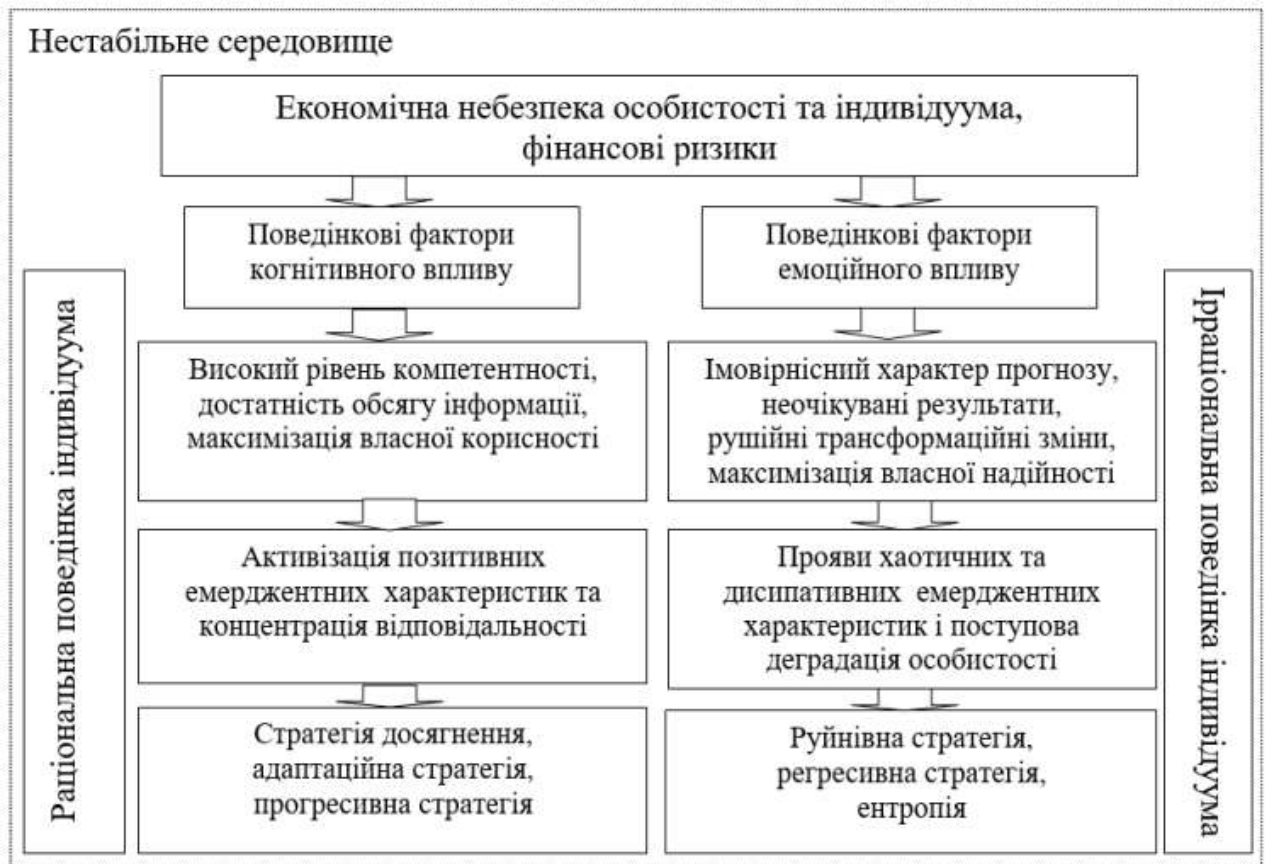 Нестабільне середовище
Економічна небезпека особистості та індивідуума,
фінансові ризики
Поведінкові фактори
когнітивного впливу
Поведінкові фактори
емоційного впливу
Раціональна поведінка індивідуума
Високий рівень компетентності,
достатність обсягу інформації,
максимізація власної корисності
Імовірнісний характер прогнозу,
неочікувані результати,
рушійні трансформаційні зміни,
максимізація власної надійності
Ірраціональна поведінка індивідуума
Активізація позитивних
емерджентних характеристик та
концентрація відповідальності
Прояви хаотичних та
дисипативних емерджентних
характеристик і поступова
деградація особистості
Стратегія досягнення,
адаптаційна стратегія,
прогресивна стратегія
Руйнівна стратегія,
регресивна стратегія,
ентропія